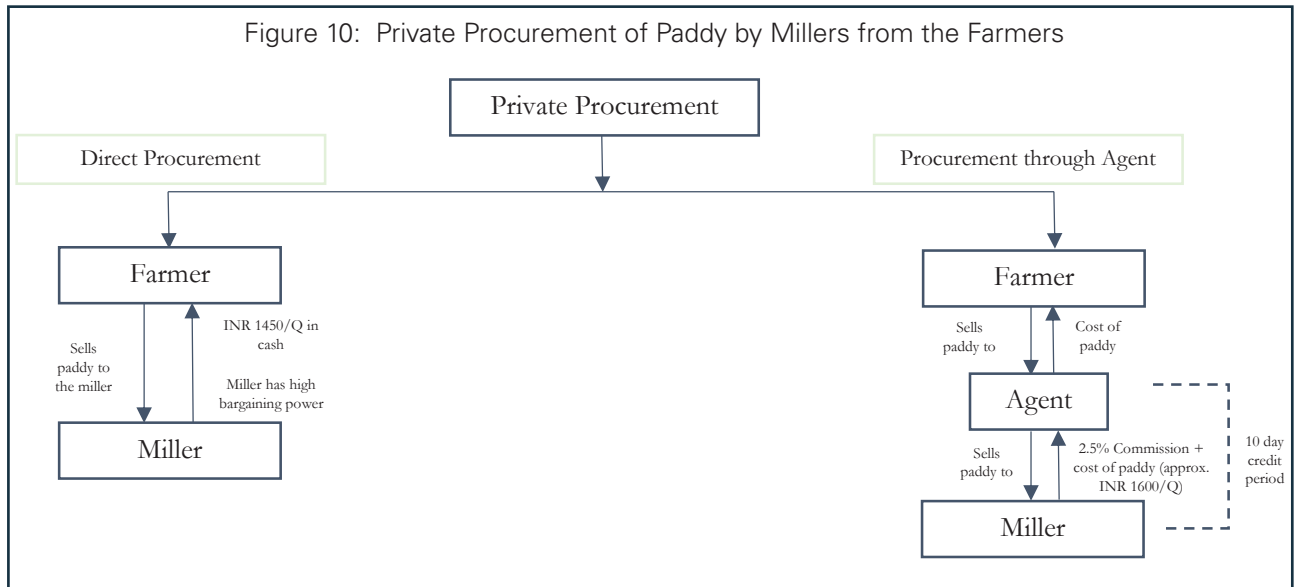 Figure 10: Private Procurement of Paddy by Millers from the Farmers
Private Procurement
Direct Procurement
Procurement through Agent
Farmer
INR 1450/Q in
cash
Sells
paddy to
the miller
Miller has high
bargaining power
Miller
Farmer
Sells
paddy to
Cost of
paddy
Agent
Sells
paddy to
2.5% Commission +
cost of paddy (approx.
INR 1600/Q)
10 day
credit
period
Miller